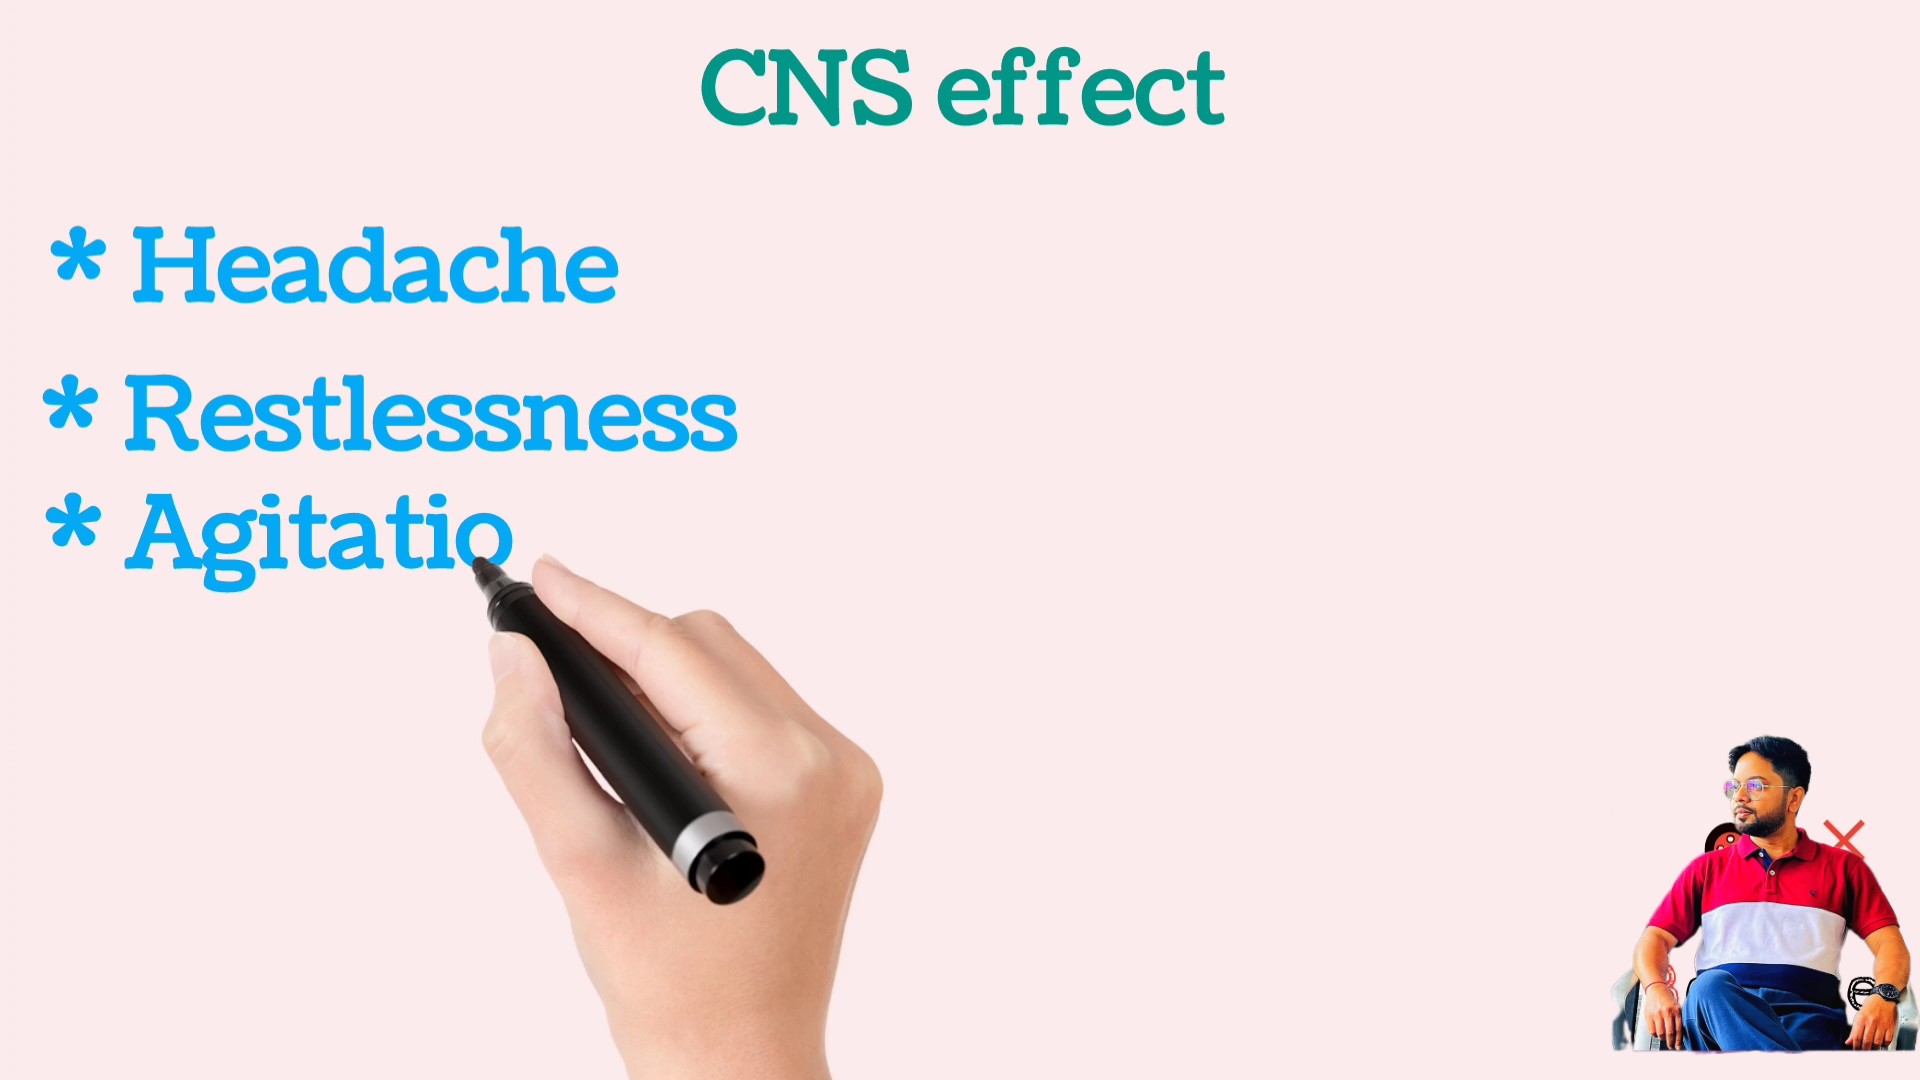 CNS effect
* Headache
* Restlessness
* Agitatio